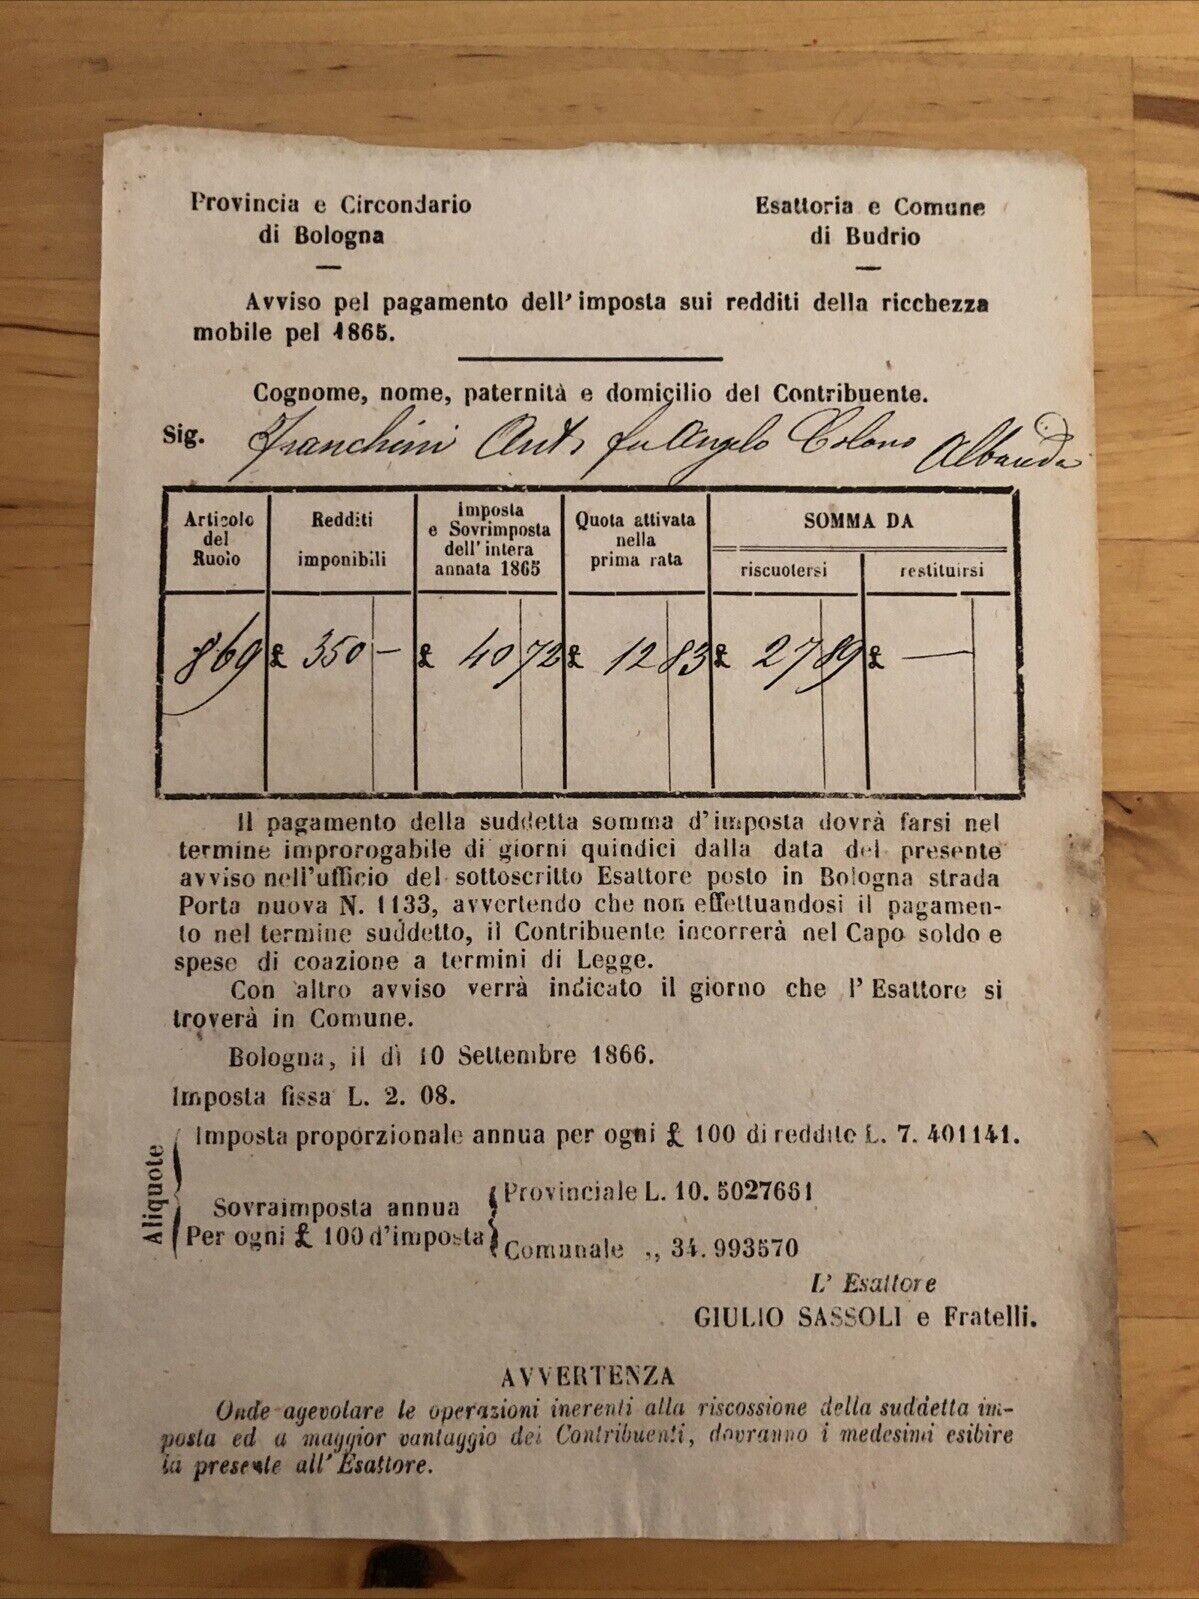 Provincia e Circondario
di Bologna
Esattoria e Comune
di Budrio
Avviso pel pagamento dell'imposta sui redditi della ricchezza
mobile pel 1865.
Cognome, nome, paternità e domicilio del Contribuente.
Sig. Franchini Ant. fu Angelo Colono
Articolo del Ruolo
Redditi imponibili
Imposta e Sovrimposta dell'intera annata 1865
Quota attivata nella prima rata
SOMMA DA
riscuotersi
restituirsi
869 £ 350 — £ 40 72 £ 12 83 £ 27 89 £ —
Il pagamento della suddetta somma d'imposta dovrà farsi nel
termine improrogabile di giorni quindici dalla data del presente
avviso nell'ufficio del sottoscritto Esattore posto in Bologna strada
Porta nuova N. 1133, avvertendo che non effettuandosi il pagamen-
to nel termine suddetto, il Contribuente incorrerà nel Capo soldo e
spese di coazione a termini di Legge.
Con altro avviso verrà indicato il giorno che l'Esattore si
troverà in Comune.
Bologna, il dì 10 Settembre 1866.
Imposta fissa L. 2. 08.
Aliquote
Imposta proporzionale annua per ogni £ 100 di reddito L. 7. 401141.
Sovraimposta annua
Per ogni £ 100 d'imposta
Provinciale L. 10. 5027661
Comunale ,, 34. 993570
L'Esattore
GIULIO SASSOLI e Fratelli.
AVVERTENZA
Onde agevolare le operazioni inerenti alla riscossione della suddetta im-
posta ed a maggior vantaggio dei Contribuenti, dovranno i medesimi esibire
la presente all'Esattore.